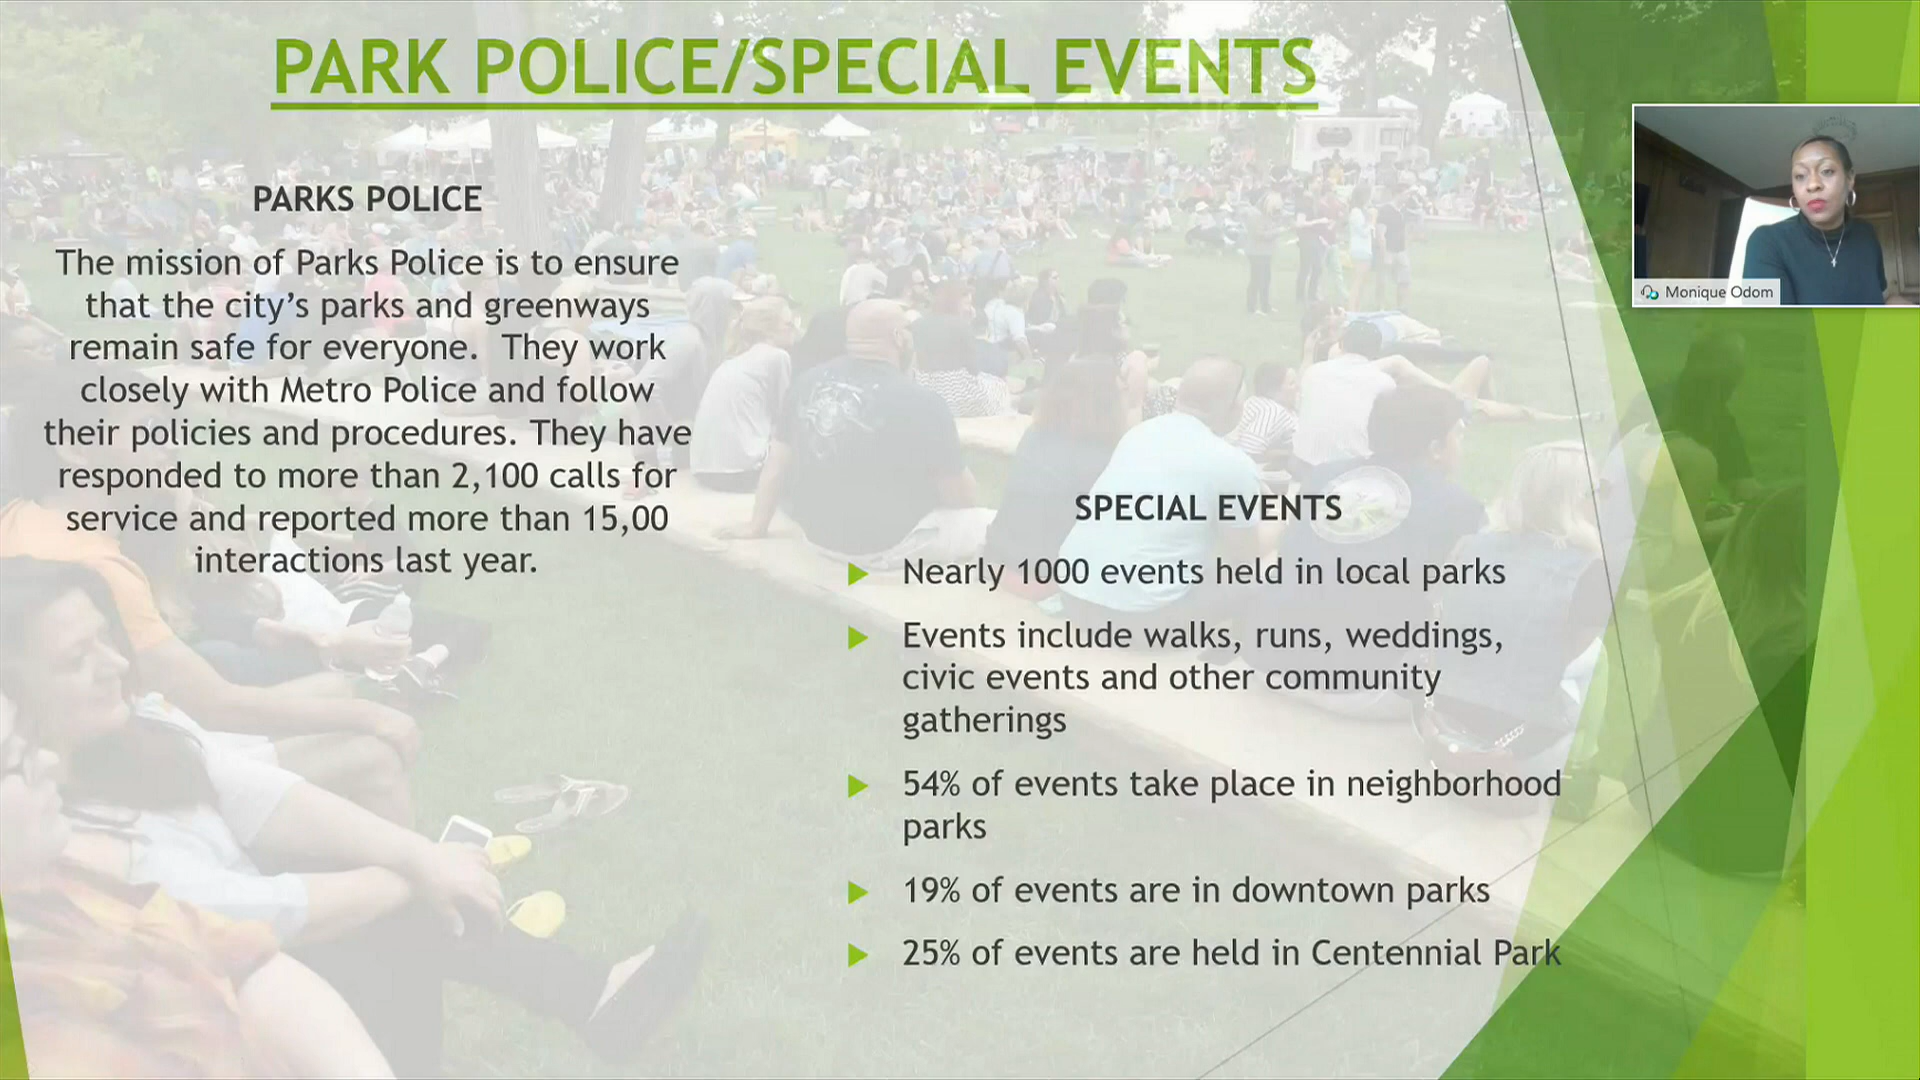 PARK POLICE/SPECIAL EVENTS
PARKS POLICE
The mission of Parks Police is to ensure
that the city’s parks and greenways
remain safe for everyone.  They work
closely with Metro Police and follow
their policies and procedures. They have
responded to more than 2,100 calls for
service and reported more than 15,00
interactions last year.
SPECIAL EVENTS
Nearly 1000 events held in local parks
Events include walks, runs, weddings,
civic events and other community
gatherings
54% of events take place in neighborhood
parks
19% of events are in downtown parks
25% of events are held in Centennial Park
Monique Odom